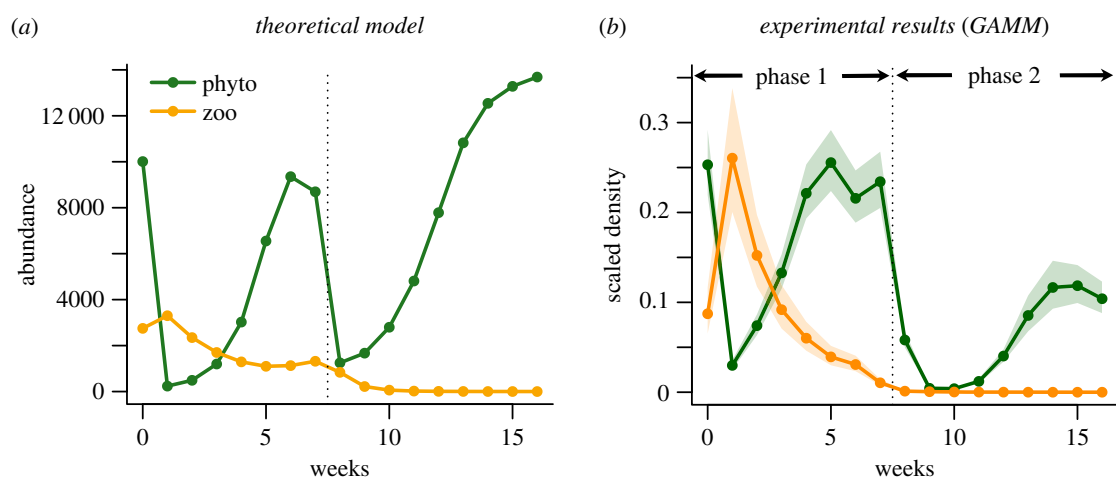 (a) theoretical model
phyto
zoo
12 000
8000
4000
0
abundance
0 5 10 15
weeks
(b) experimental results (GAMM)
phase 1 phase 2
0.3
0.2
0.1
0
scaled density
0 5 10 15
weeks